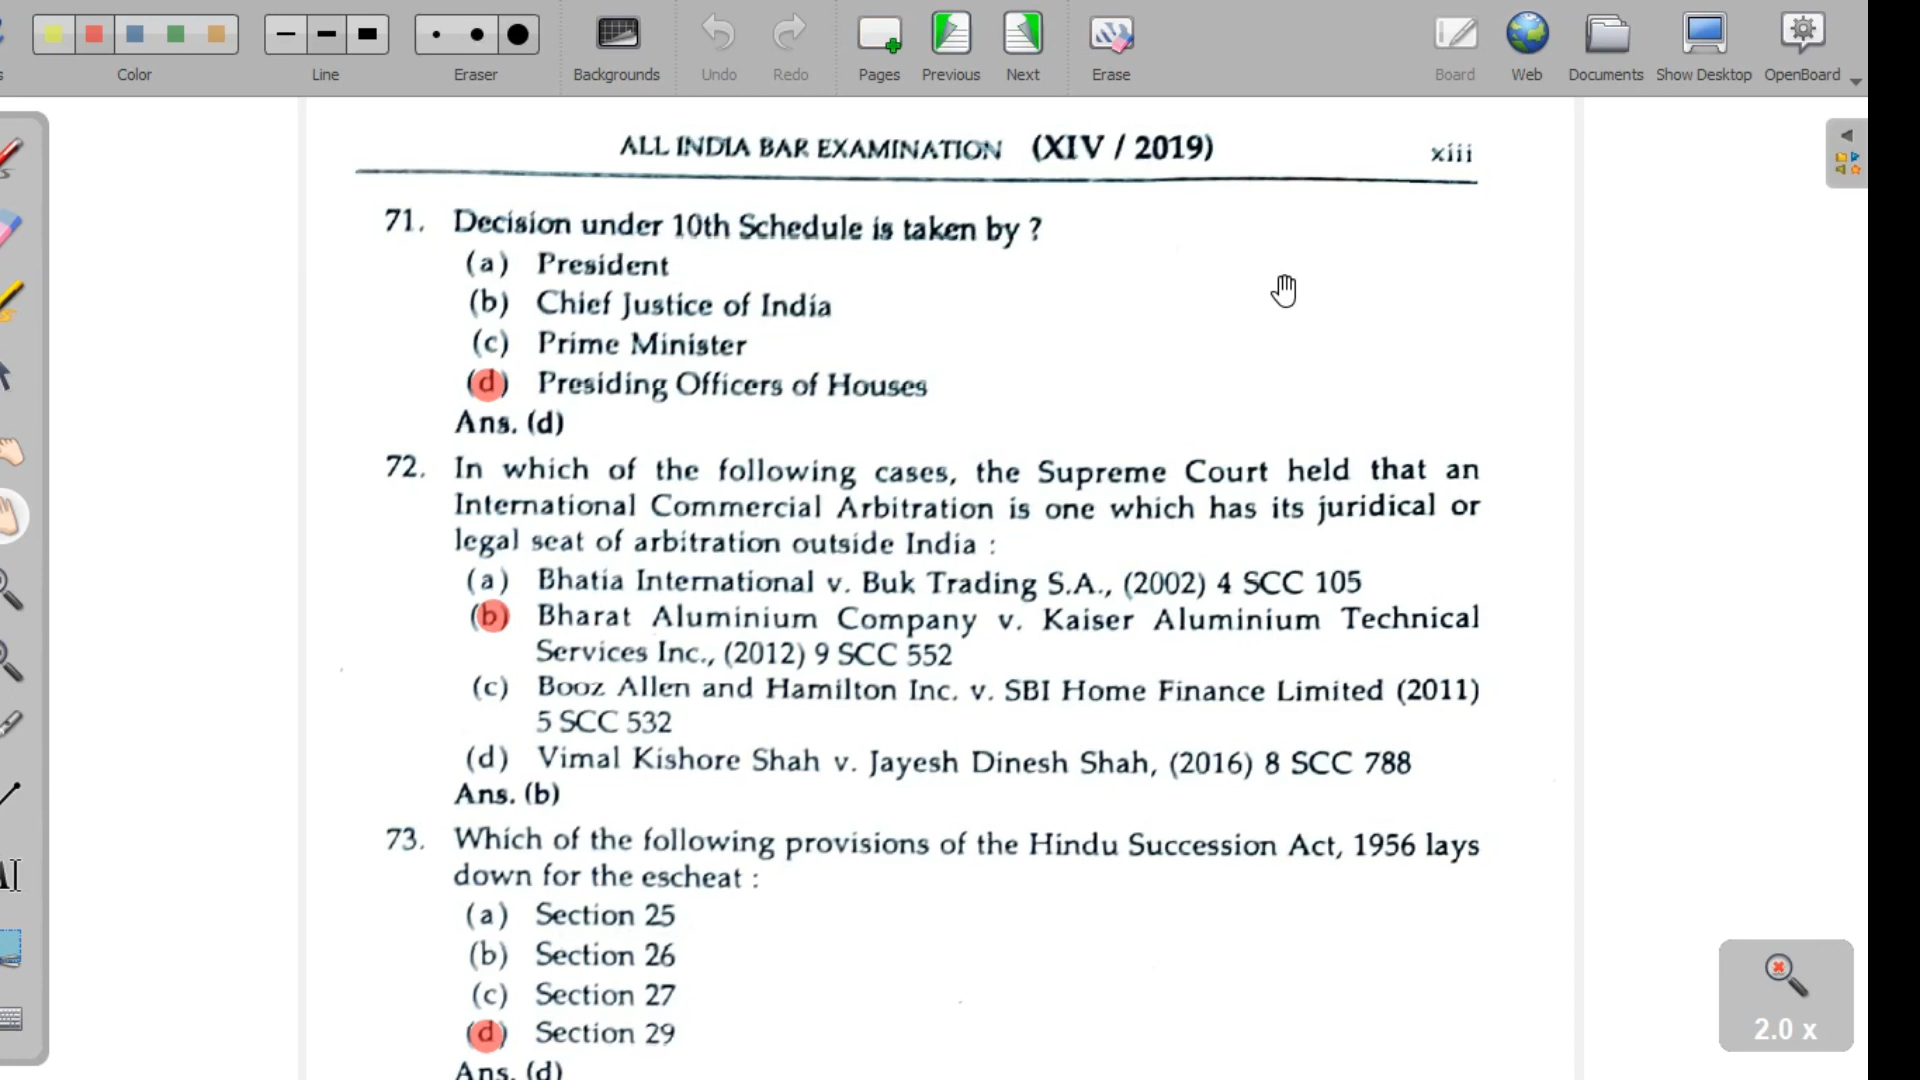 Color
Line
Eraser
Backgrounds
Undo
Redo
Pages
Previous
Next
Erase
Board
Web
Documents
Show Desktop
OpenBoard
ALL INDIA BAR EXAMINATION (XIV / 2019) xiii
71. Decision under 10th Schedule is taken by ?
(a) President
(b) Chief Justice of India
(c) Prime Minister
(d) Presiding Officers of Houses
Ans. (d)
72. In which of the following cases, the Supreme Court held that an
International Commercial Arbitration is one which has its juridical or
legal seat of arbitration outside India :
(a) Bhatia International v. Buk Trading S.A., (2002) 4 SCC 105
(b) Bharat Aluminium Company v. Kaiser Aluminium Technical
Services Inc., (2012) 9 SCC 552
(c) Booz Allen and Hamilton Inc. v. SBI Home Finance Limited (2011)
5 SCC 532
(d) Vimal Kishore Shah v. Jayesh Dinesh Shah, (2016) 8 SCC 788
Ans. (b)
73. Which of the following provisions of the Hindu Succession Act, 1956 lays
down for the escheat :
(a) Section 25
(b) Section 26
(c) Section 27
(d) Section 29
Ans. (d)
2.0 x